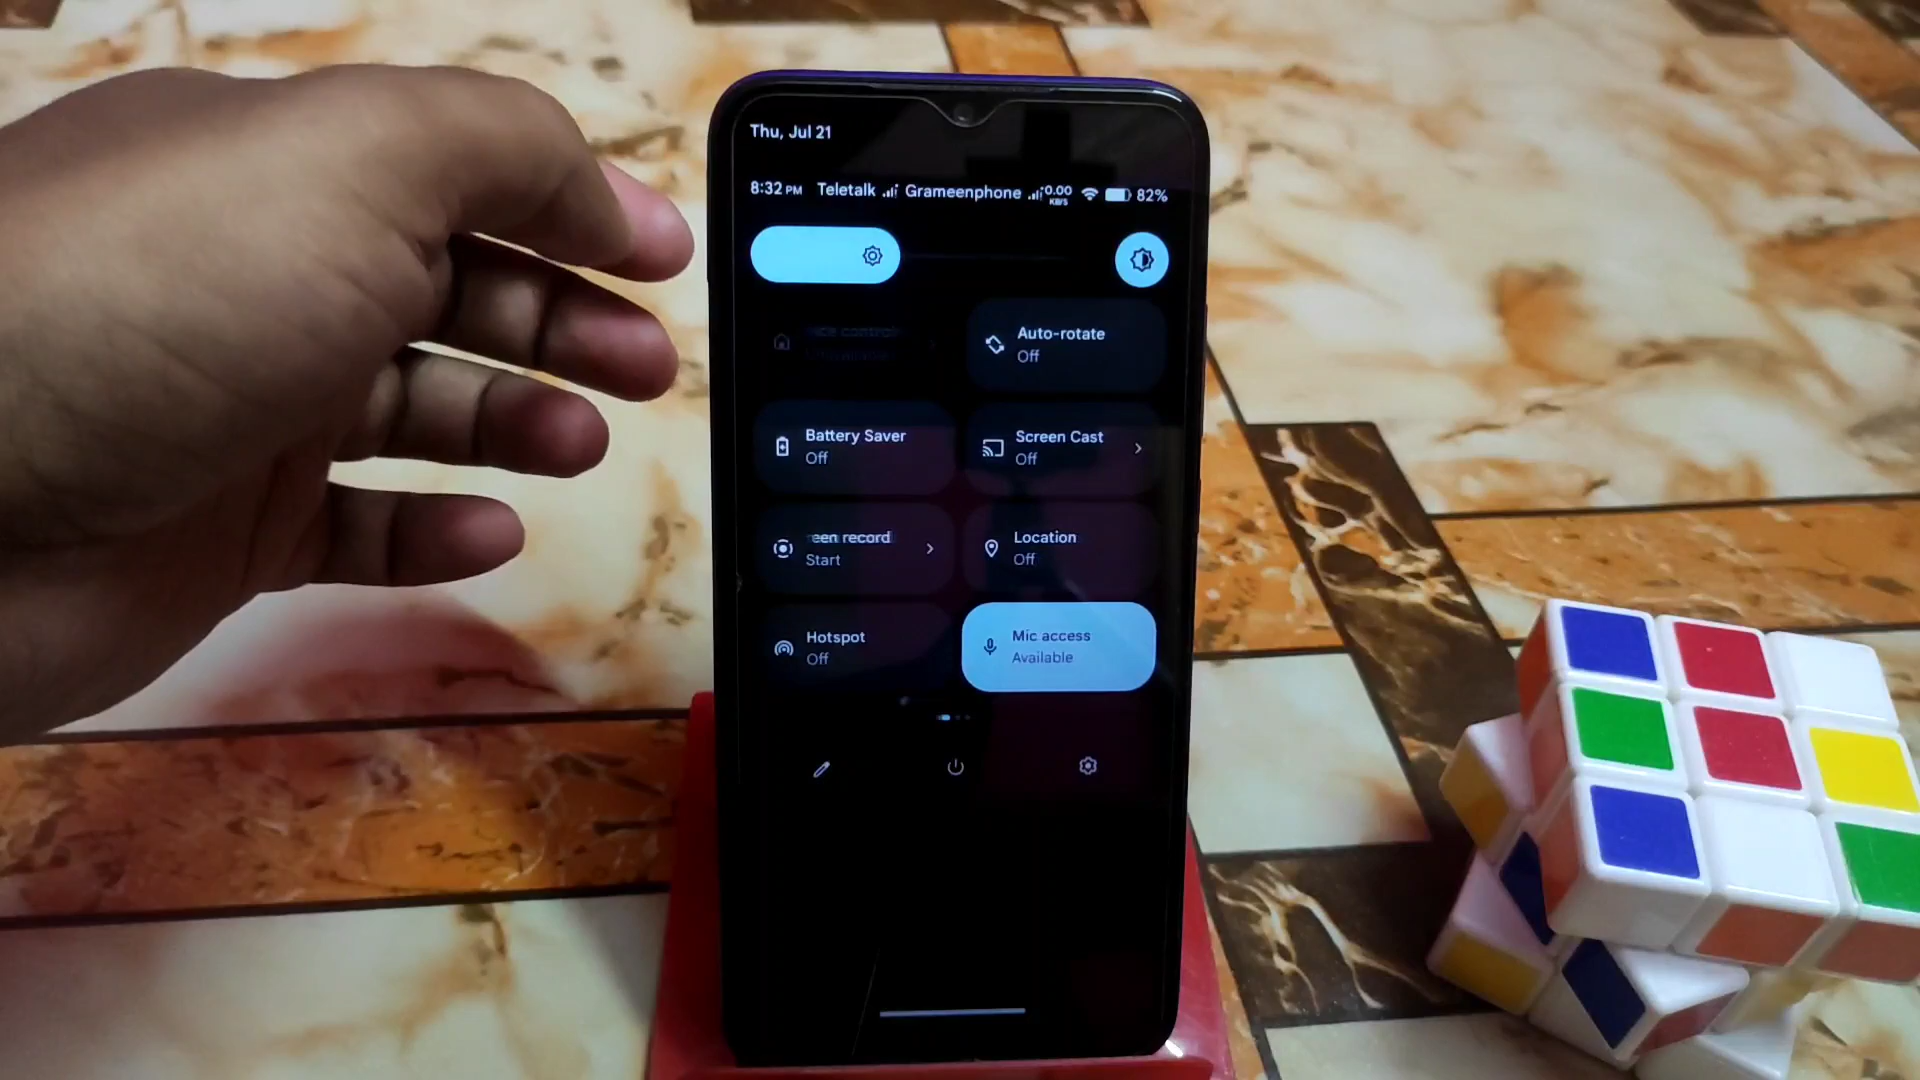 Thu, Jul 21
8:32 PM Teletalk Grameenphone 0.00 KB/S 82%
Auto-rotate
Off
Battery Saver
Off
Screen Cast
Off
een record
Start
Location
Off
Hotspot
Off
Mic access
Available